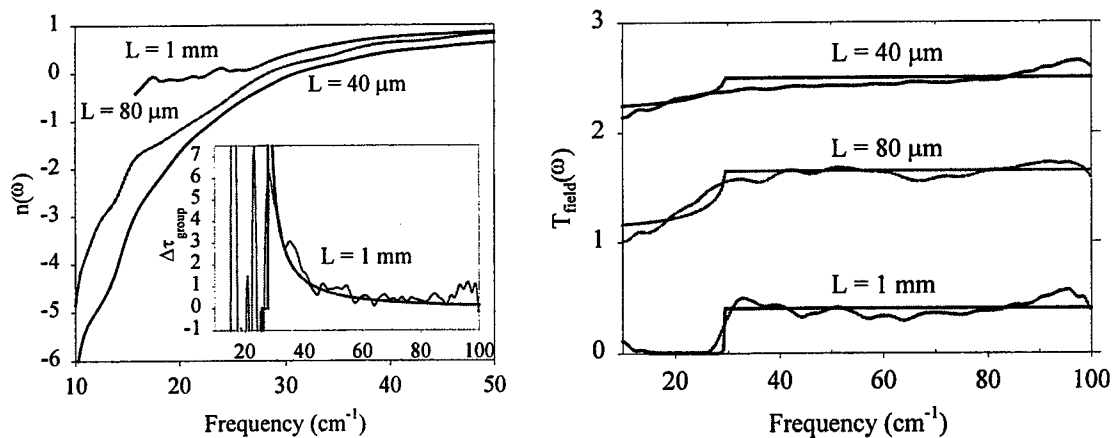 1
0
-1
-2
-3
-4
-5
-6
n(ω)
L = 1 mm
L = 80 μm
L = 40 μm
7
6
5
4
3
2
1
0
-1
Δτgroup
L = 1 mm
20 40 60 80 100
10 20 30 40 50
Frequency (cm-1)
3
2
1
0
Tfield(ω)
L = 40 μm
L = 80 μm
L = 1 mm
20 40 60 80 100
Frequency (cm-1)